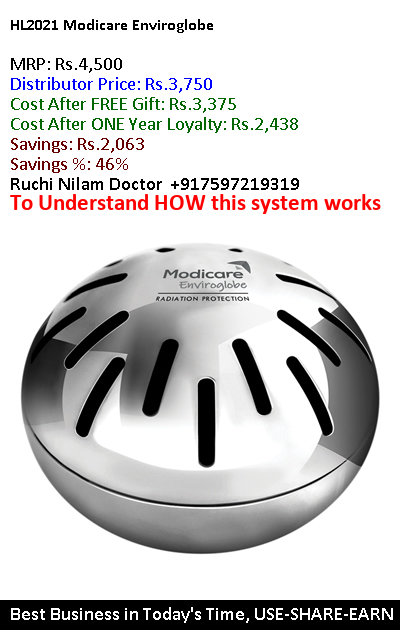 HL2021 Modicare Enviroglobe
MRP: Rs.4,500
Distributor Price: Rs.3,750
Cost After FREE Gift: Rs.3,375
Cost After ONE Year Loyalty: Rs.2,438
Savings: Rs.2,063
Savings %: 46%
Ruchi Nilam Doctor +917597219319
To Understand HOW this system works
Modicare
Enviroglobe
RADIATION PROTECTION
Best Business in Today's Time, USE-SHARE-EARN